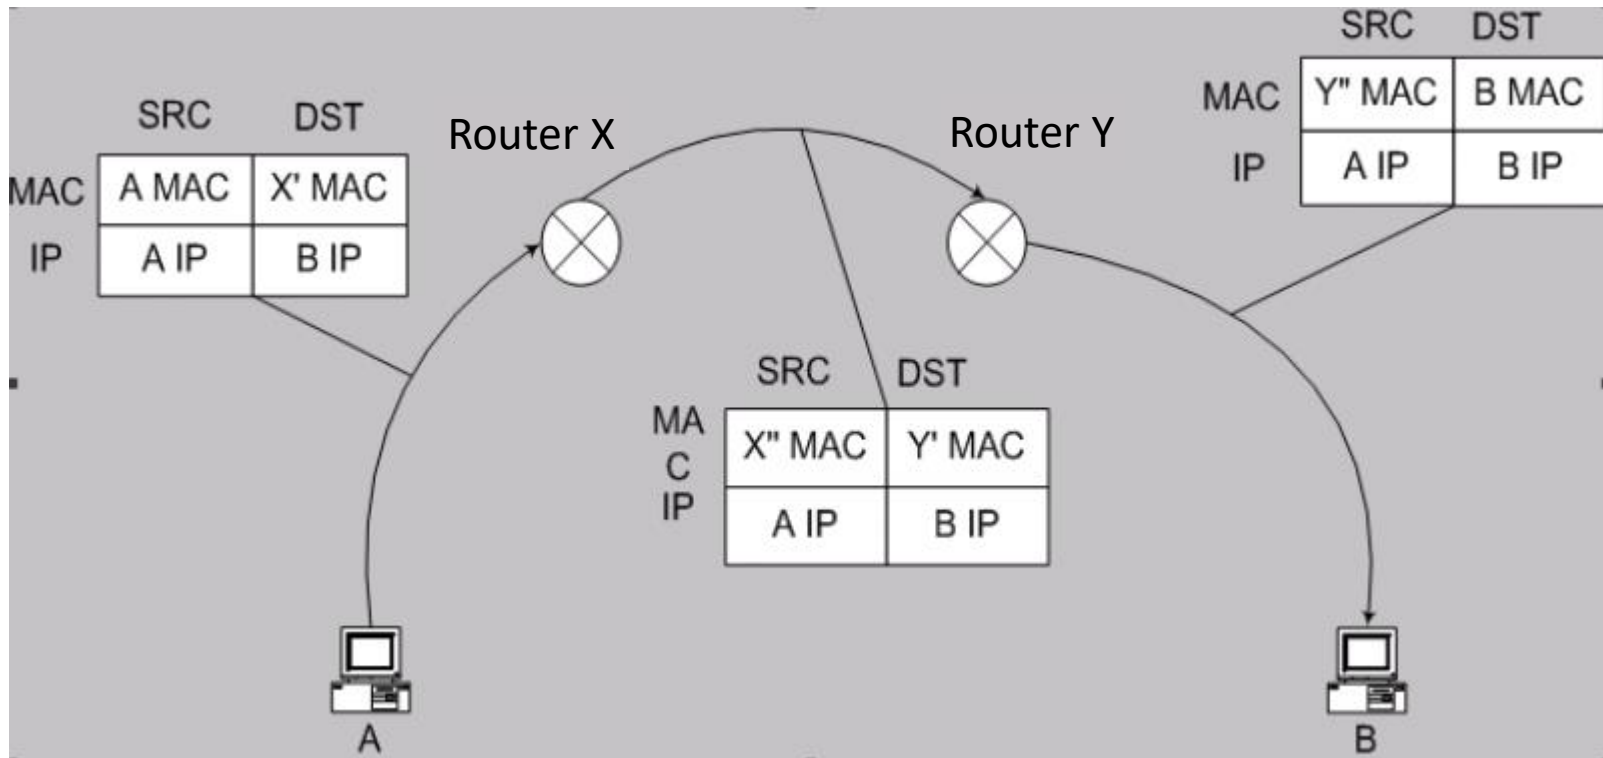 SRC DST
MAC A MAC X' MAC
IP A IP B IP
Router X
Router Y
SRC DST
MAC Y" MAC B MAC
IP A IP B IP
SRC DST
MA
C
X" MAC Y' MAC
IP A IP B IP
A
B